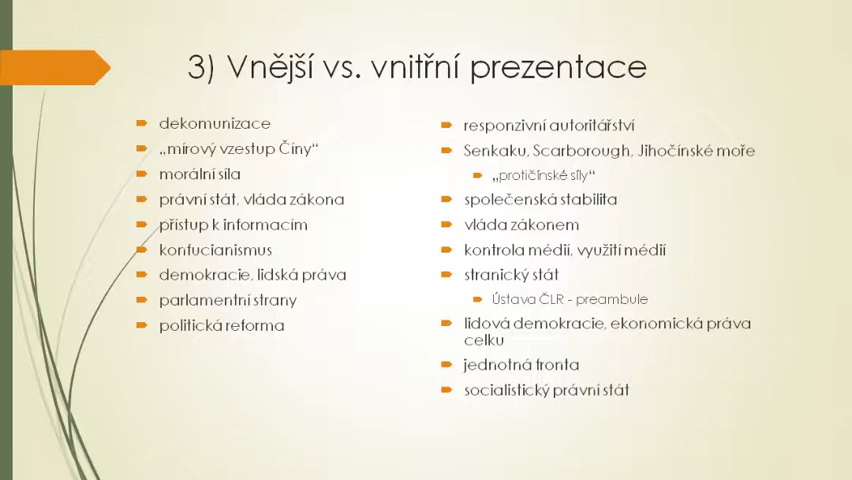 3) Vnější vs. vnitřní prezentace
dekomunizace
„mírový vzestup Číny“
morální síla
právní stát, vláda zákona
přístup k informacím
konfucianismus
demokracie, lidská práva
parlamentní strany
politická reforma
responzivní autoritářství
Senkaku, Scarborough, Jihočínské moře
„protičínské síly“
společenská stabilita
vláda zákonem
kontrola médií, využití médií
stranický stát
Ústava ČLR - preambule
lidová demokracie, ekonomická práva
celku
jednotná fronta
socialistický právní stát